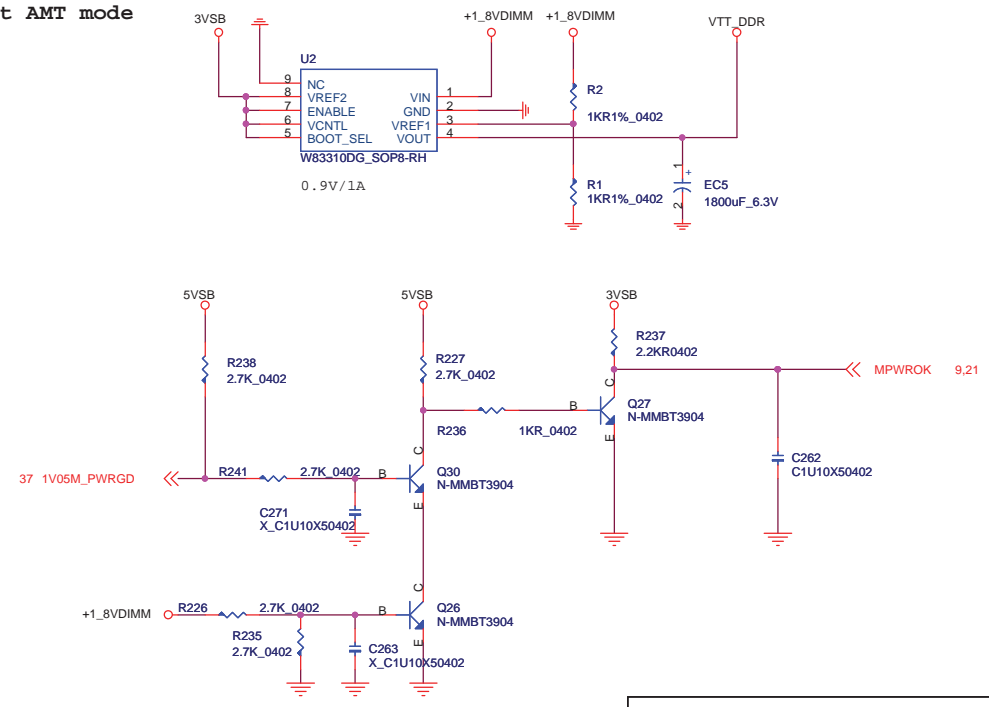 t AMT mode
3VSB
+1_8VDIMM +1_8VDIMM
VTT_DDR
U2
9 NC
8 VREF2
7 ENABLE
6 VCNTL
5 BOOT_SEL
VIN 1
GND 2
VREF1 3
VOUT 4
W83310DG_SOP8-RH
0.9V/1A
R2
1KR1%_0402
R1
1KR1%_0402
1
+
2
EC5
1800uF_6.3V
5VSB
5VSB
3VSB
R238
2.7K_0402
R227
2.7K_0402
R237
2.2KR0402
MPWROK 9,21
R236
1KR_0402
B
C
E
Q27
N-MMBT3904
C262
C1U10X50402
37 1V05M_PWRGD
R241
2.7K_0402
B
C
E
Q30
N-MMBT3904
C271
X_C1U10X50402
+1_8VDIMM
R226
2.7K_0402
B
C
E
Q26
N-MMBT3904
R235
2.7K_0402
C263
X_C1U10X50402